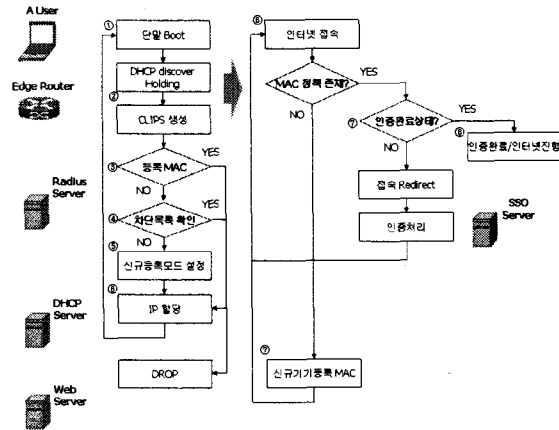 A User
Edge Router
Radius
Server
DHCP
Server
Web
Server
①
단말 Boot
DHCP discover
Holding
②
CLIPS 생성
③
등록 MAC
YES
NO
④
차단목록 확인
YES
NO
⑤
신규등록모드 설정
⑥
IP 할당
DROP
⑧
인터넷 접속
MAC 정책 존재?
YES
NO
⑦
인증완료상태?
YES
NO
⑧
인증완료/인터넷진행
접속 Redirect
인증처리
SSO
Server
⑦
신규기기등록 MAC